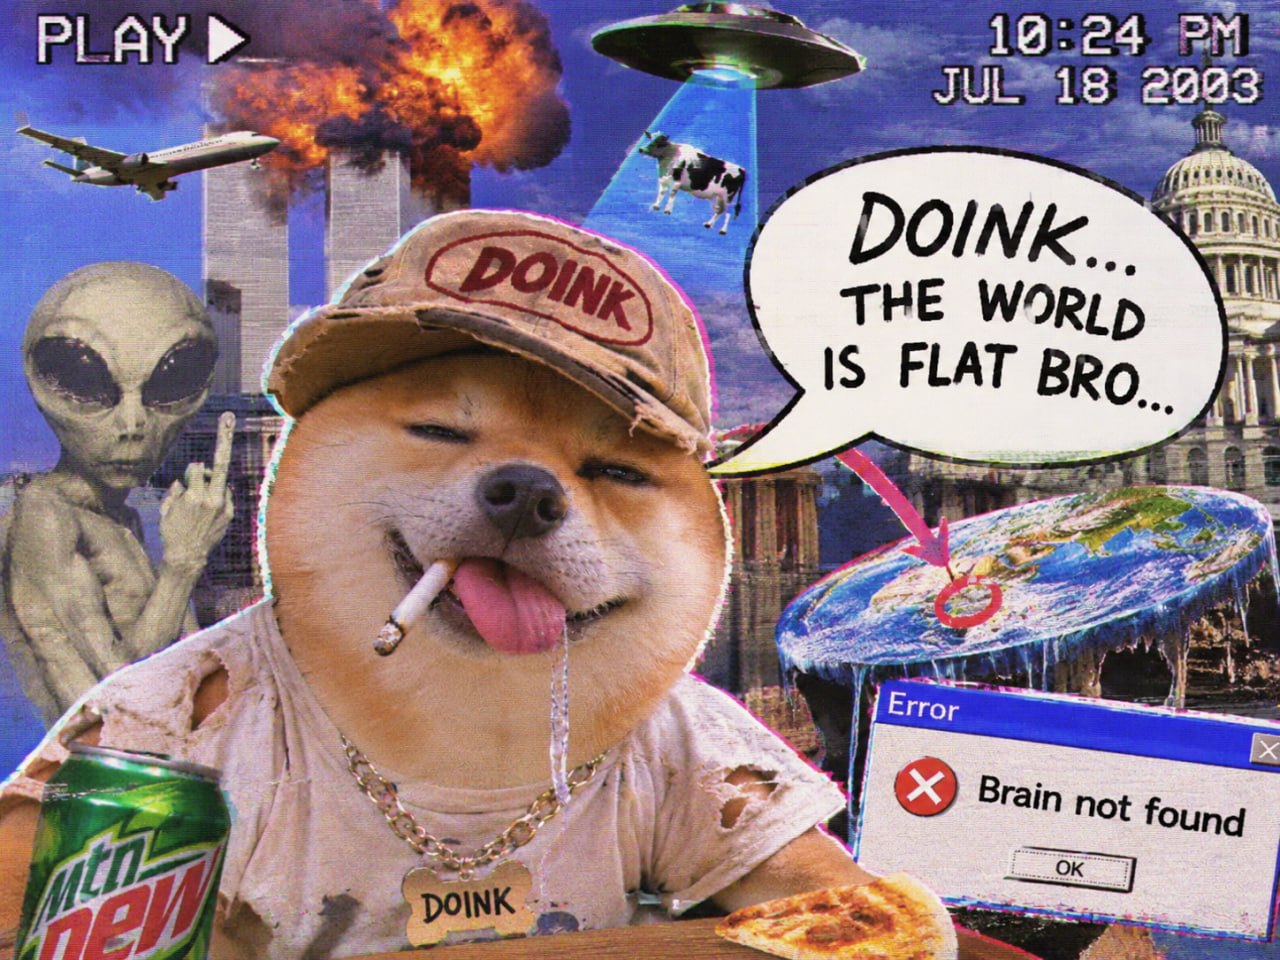 PLAY
10:24 PM
JUL 18 2003
DOINK
DOINK...
THE WORLD
IS FLAT BRO...
Error
Brain not found
OK
Mtn
DEW
DOINK